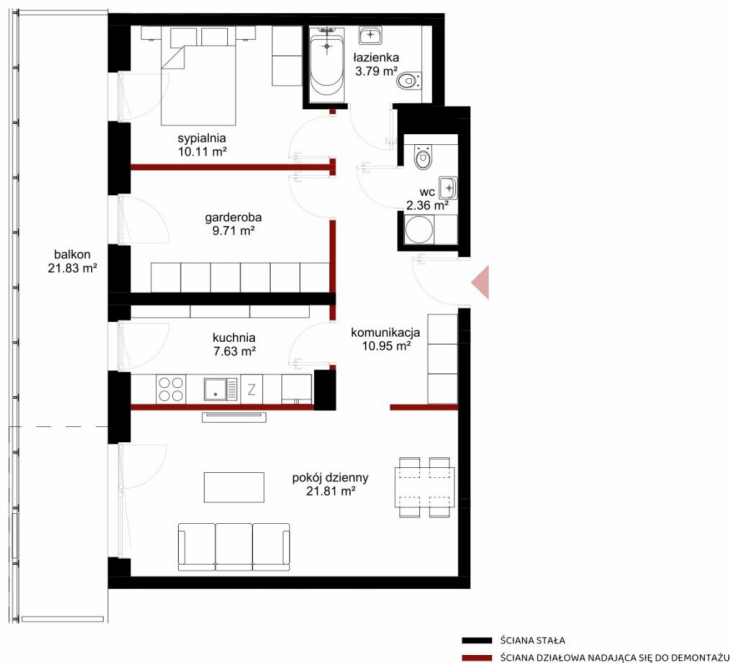 łazienka
3.79 m²
sypialnia
10.11 m²
wc
2.36 m²
garderoba
9.71 m²
balkon
21.83 m²
kuchnia
7.63 m²
komunikacja
10.95 m²
Z
pokój dzienny
21.81 m²
ŚCIANA STAŁA
ŚCIANA DZIAŁOWA NADAJĄCA SIĘ DO DEMONTAŻU